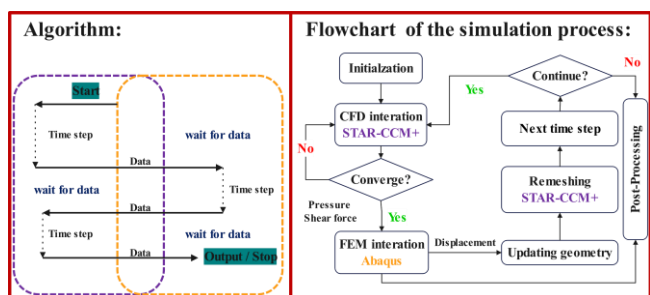 Algorithm:
Start
Time step
wait for data
Data
wait for data
Time step
Data
Time step
wait for data
Data
Output / Stop
Flowchart of the simulation process:
Initialzation
Continue?
No
Yes
CFD interation
STAR-CCM+
Next time step
No
Converge?
Remeshing
STAR-CCM+
Post-Processing
Pressure
Shear force
Yes
FEM interation
Abaqus
Displacement
Updating geometry